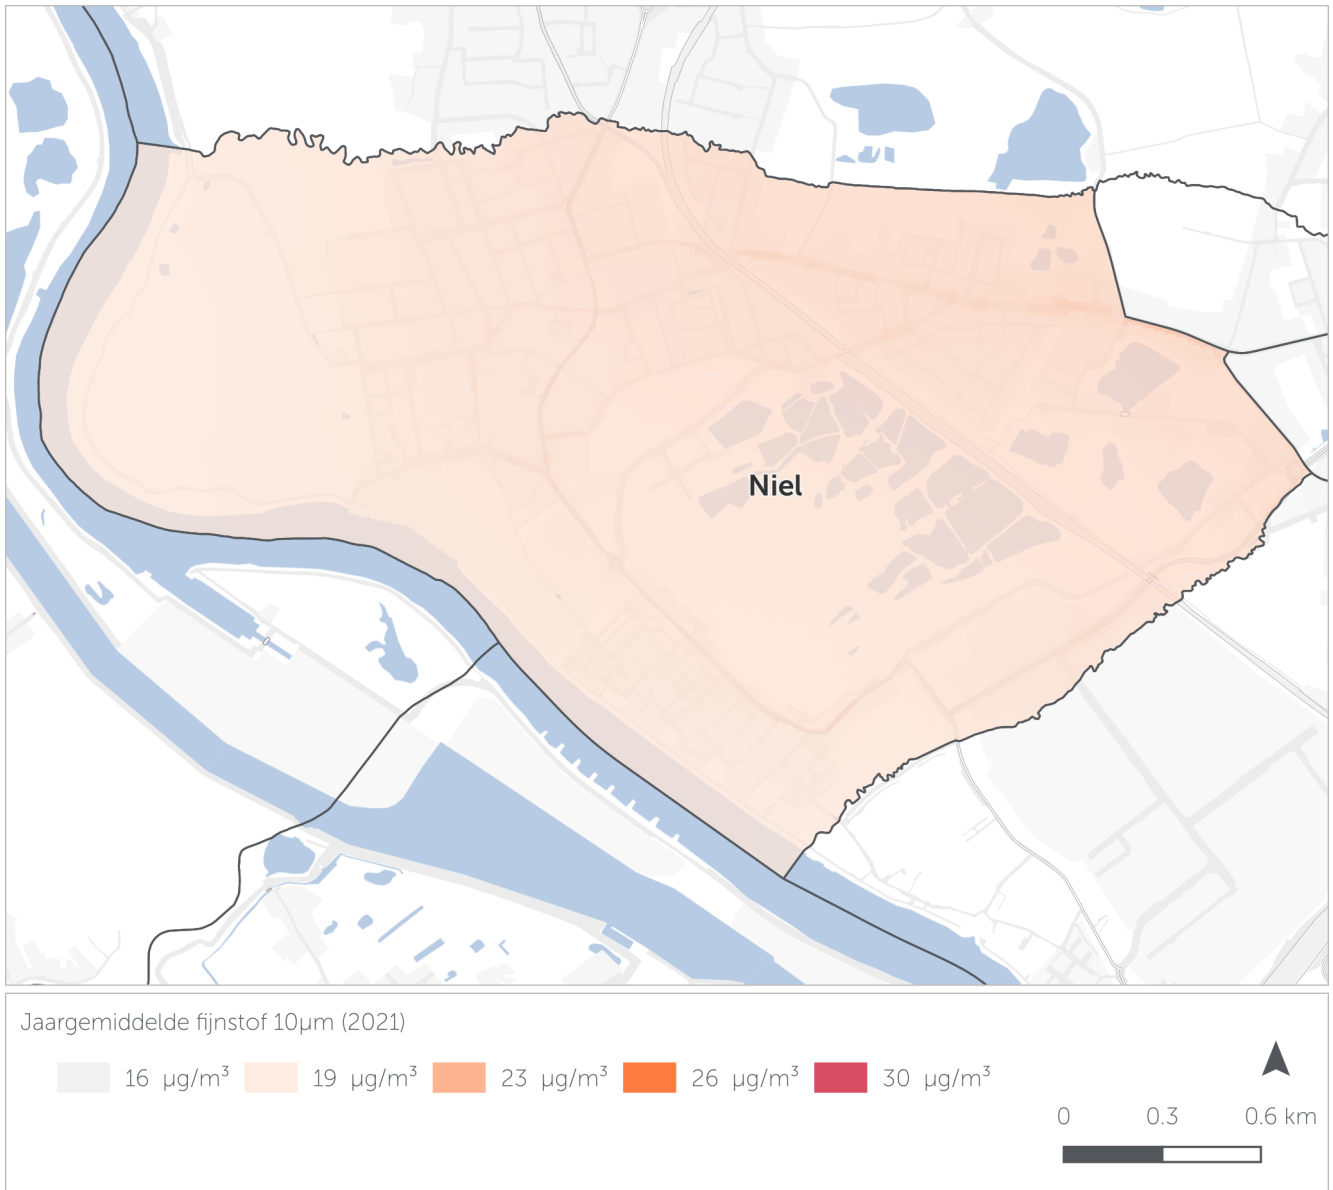 Niel
Jaargemiddelde fijnstof 10µm (2021)
16 µg/m³ 19 µg/m³ 23 µg/m³ 26 µg/m³ 30 µg/m³
0 0.3 0.6 km